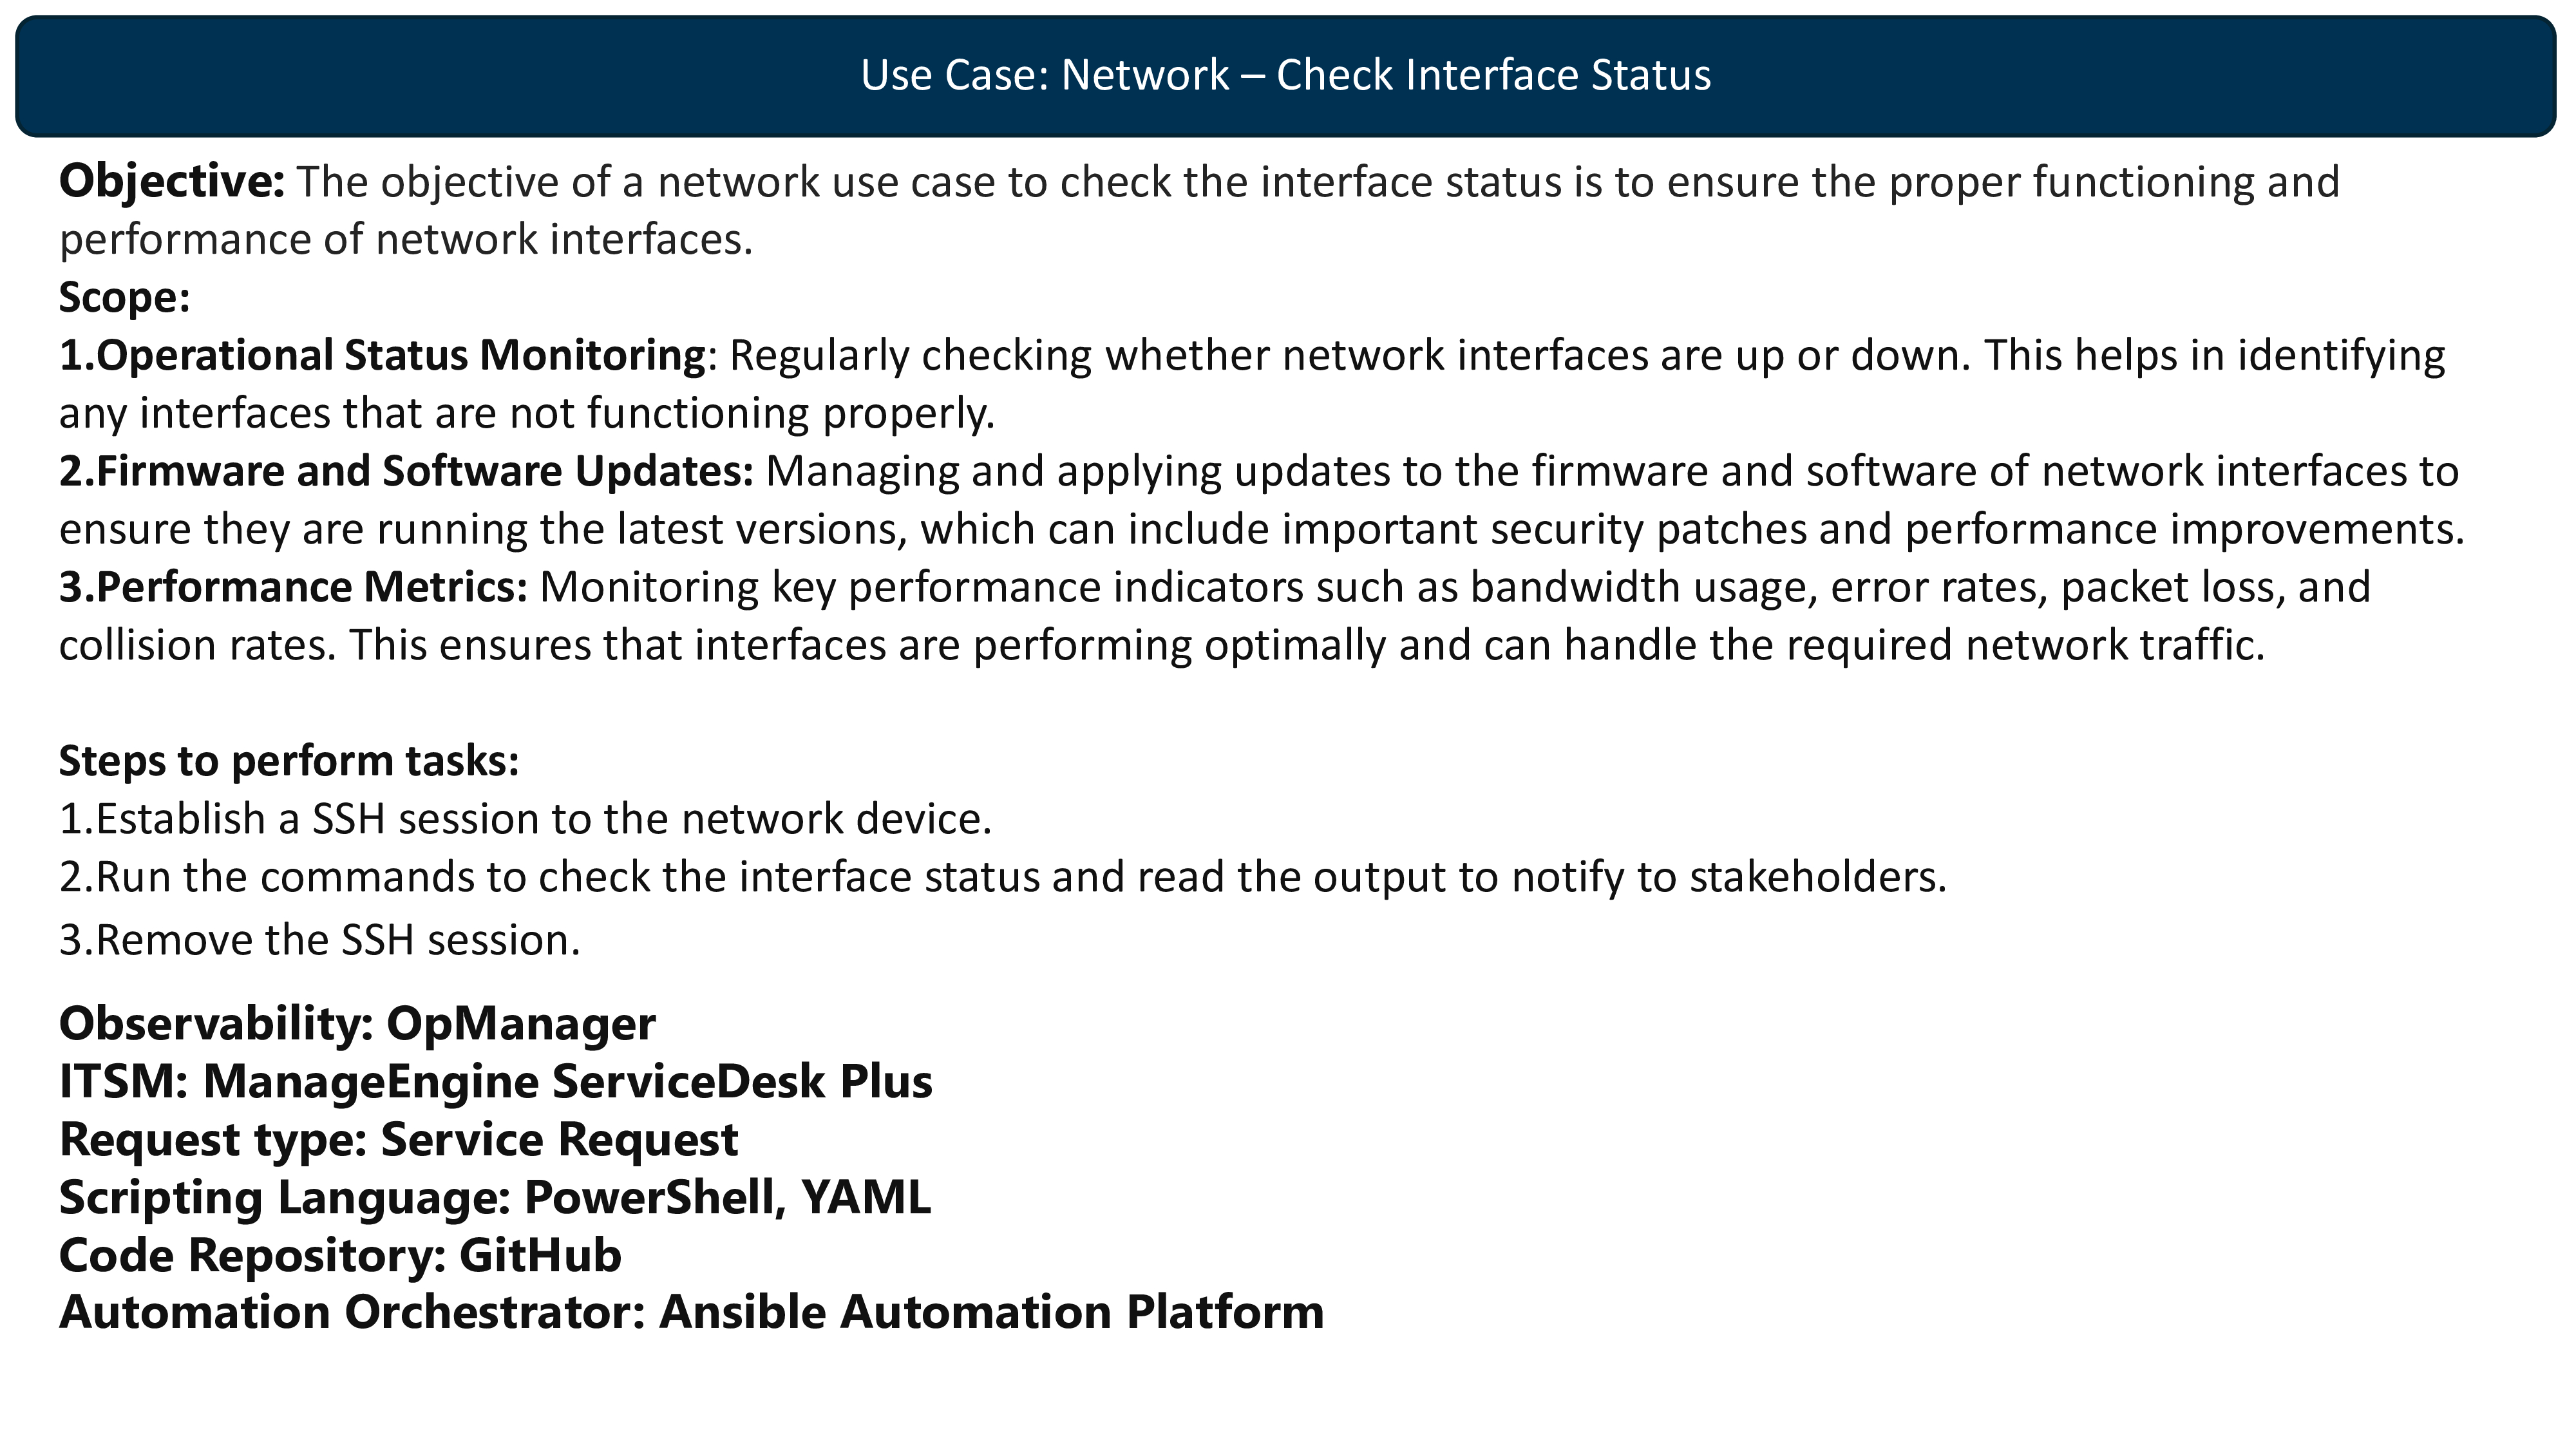 Use Case: Network – Check Interface Status
Objective: The objective of a network use case to check the interface status is to ensure the proper functioning and
performance of network interfaces.
Scope:
1.Operational Status Monitoring: Regularly checking whether network interfaces are up or down. This helps in identifying
any interfaces that are not functioning properly.
2.Firmware and Software Updates: Managing and applying updates to the firmware and software of network interfaces to
ensure they are running the latest versions, which can include important security patches and performance improvements.
3.Performance Metrics: Monitoring key performance indicators such as bandwidth usage, error rates, packet loss, and
collision rates. This ensures that interfaces are performing optimally and can handle the required network traffic.
Steps to perform tasks:
1.Establish a SSH session to the network device.
2.Run the commands to check the interface status and read the output to notify to stakeholders.
3.Remove the SSH session.
Observability: OpManager
ITSM: ManageEngine ServiceDesk Plus
Request type: Service Request
Scripting Language: PowerShell, YAML
Code Repository: GitHub
Automation Orchestrator: Ansible Automation Platform